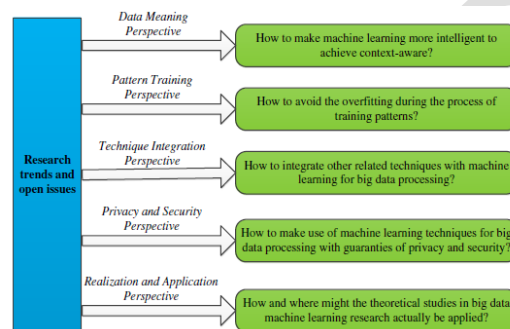 Data Meaning
Perspective
How to make machine learning more intelligent to
achieve context-aware?
Pattern Training
Perspective
How to avoid the overfitting during the process of
training patterns?
Research
trends and
open issues
Technique Integration
Perspective
How to integrate other related techniques with machine
learning for big data processing?
Privacy and Security
Perspective
How to make use of machine learning techniques for big
data processing with guaranties of privacy and security?
Realization and Application
Perspective
How and where might the theoretical studies in big data
machine learning research actually be applied?